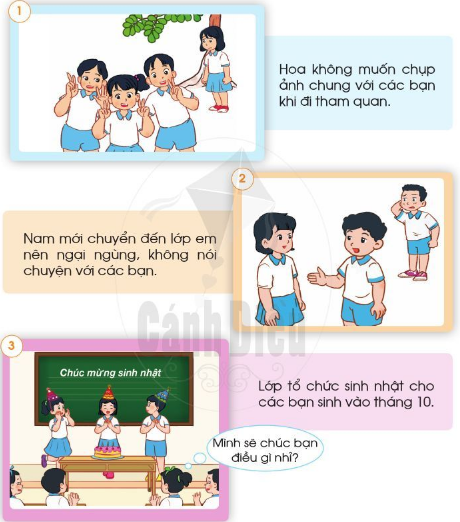 1
Hoa không muốn chụp
ảnh chung với các bạn
khi đi tham quan.
2
Nam mới chuyển đến lớp em
nên ngại ngùng, không nói
chuyện với các bạn.
Cánh Diều
3
Chúc mừng sinh nhật
Lớp tổ chức sinh nhật cho
các bạn sinh vào tháng 10.
Mình sẽ chúc bạn
điều gì nhỉ?